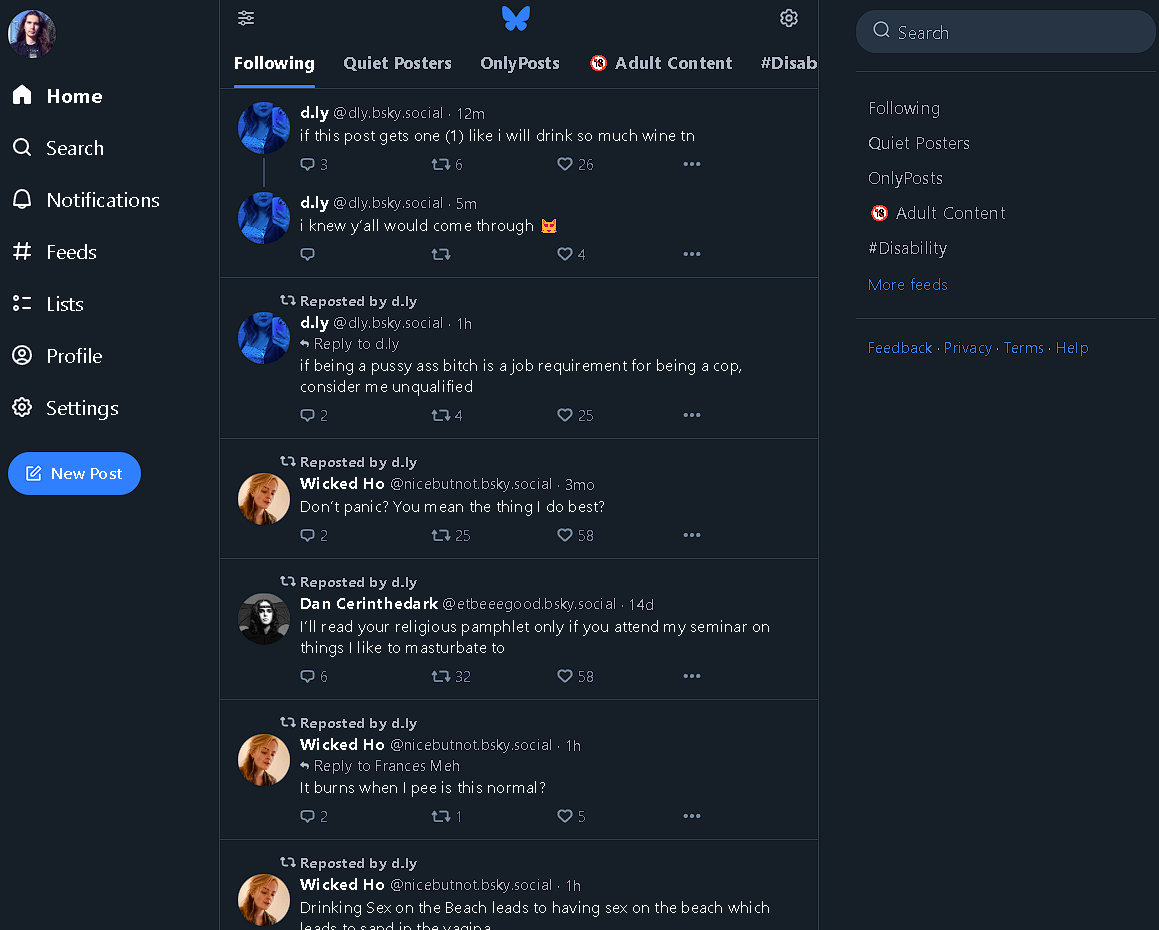 Home
Search
Notifications
Feeds
Lists
Profile
Settings
New Post
Following Quiet Posters OnlyPosts 🔞 Adult Content #Disab
d.ly @dly.bsky.social · 12m
if this post gets one (1) like i will drink so much wine tn
3 6 26
d.ly @dly.bsky.social · 5m
i knew y'all would come through 😈
4
Reposted by d.ly
d.ly @dly.bsky.social · 1h
Reply to d.ly
if being a pussy ass bitch is a job requirement for being a cop,
consider me unqualified
2 4 25
Reposted by d.ly
Wicked Ho @nicebutnot.bsky.social · 3mo
Don't panic? You mean the thing I do best?
2 25 58
Reposted by d.ly
Dan Cerinthedark @etbeeegood.bsky.social · 14d
I'll read your religious pamphlet only if you attend my seminar on
things I like to masturbate to
6 32 58
Reposted by d.ly
Wicked Ho @nicebutnot.bsky.social · 1h
Reply to Frances Meh
It burns when I pee is this normal?
2 1 5
Reposted by d.ly
Wicked Ho @nicebutnot.bsky.social · 1h
Drinking Sex on the Beach leads to having sex on the beach which
leads to sand in the vagina
Search
Following
Quiet Posters
OnlyPosts
🔞 Adult Content
#Disability
More feeds
Feedback · Privacy · Terms · Help